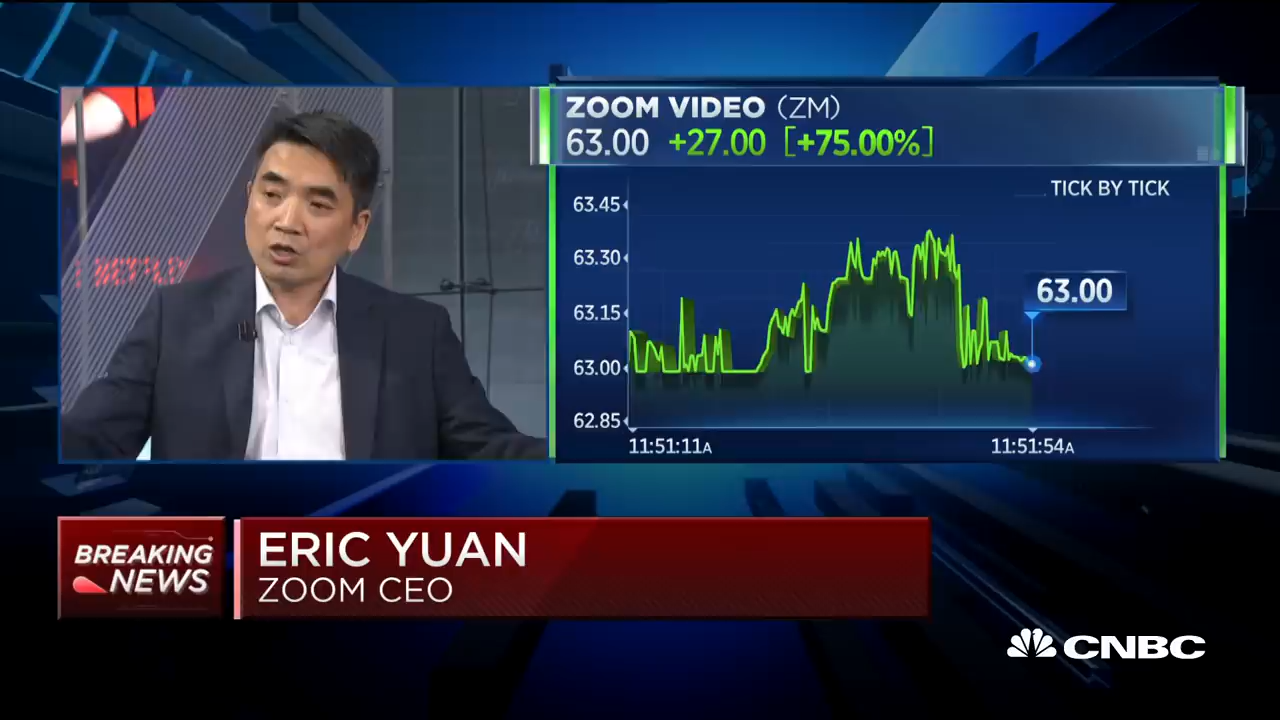 ZOOM VIDEO (ZM)
63.00 +27.00 [+75.00%]
TICK BY TICK
63.45
63.30
63.15
63.00
62.85
63.00
11:51:11A
11:51:54A
BREAKING
NEWS
ERIC YUAN
ZOOM CEO
CNBC